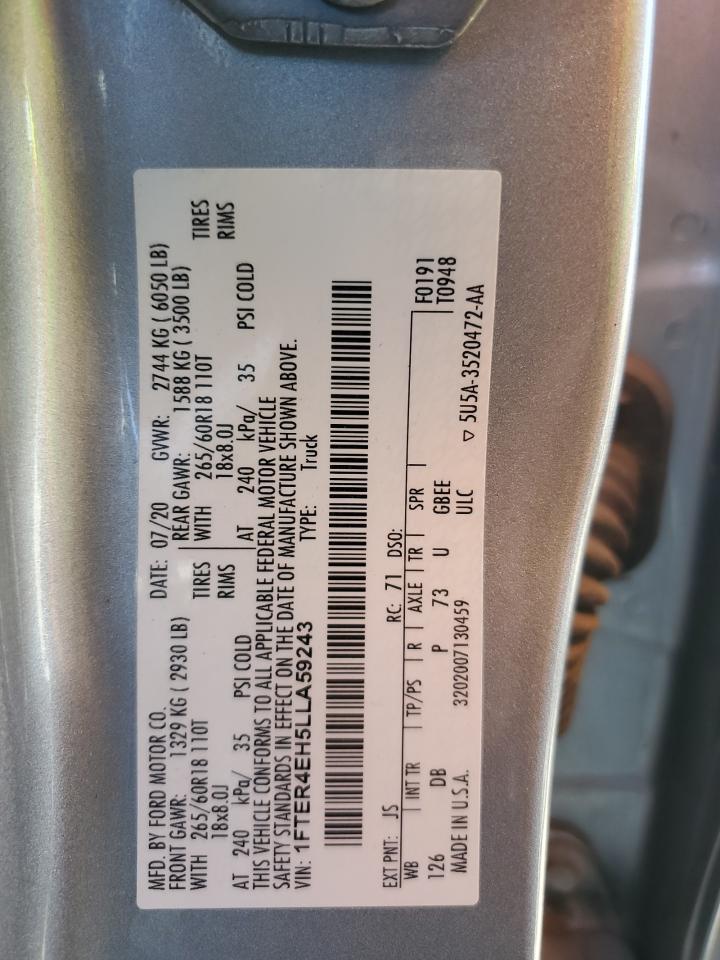 MFD. BY FORD MOTOR CO.
DATE: 07/20 GVWR: 2744 KG ( 6050 LB)
FRONT GAWR: 1329 KG ( 2930 LB)
REAR GAWR: 1588 KG ( 3500 LB)
WITH 265/60R18 110T TIRES
WITH 265/60R18 110T TIRES
18x8.0J RIMS
18x8.0J RIMS
AT 240 kPa/ 35 PSI COLD
AT 240 kPa/ 35 PSI COLD
THIS VEHICLE CONFORMS TO ALL APPLICABLE FEDERAL MOTOR VEHICLE
SAFETY STANDARDS IN EFFECT ON THE DATE OF MANUFACTURE SHOWN ABOVE.
VIN: 1FTER4EH5LLA59243 TYPE: Truck
EXT PNT: JS RC: 71 DSO:
WB INT TR TP/PS R AXLE TR SPR F0191
126 DB P 73 U GBEE T0948
MADE IN U.S.A. 3202007130459 ULC
▽ 5U5A-3520472-AA